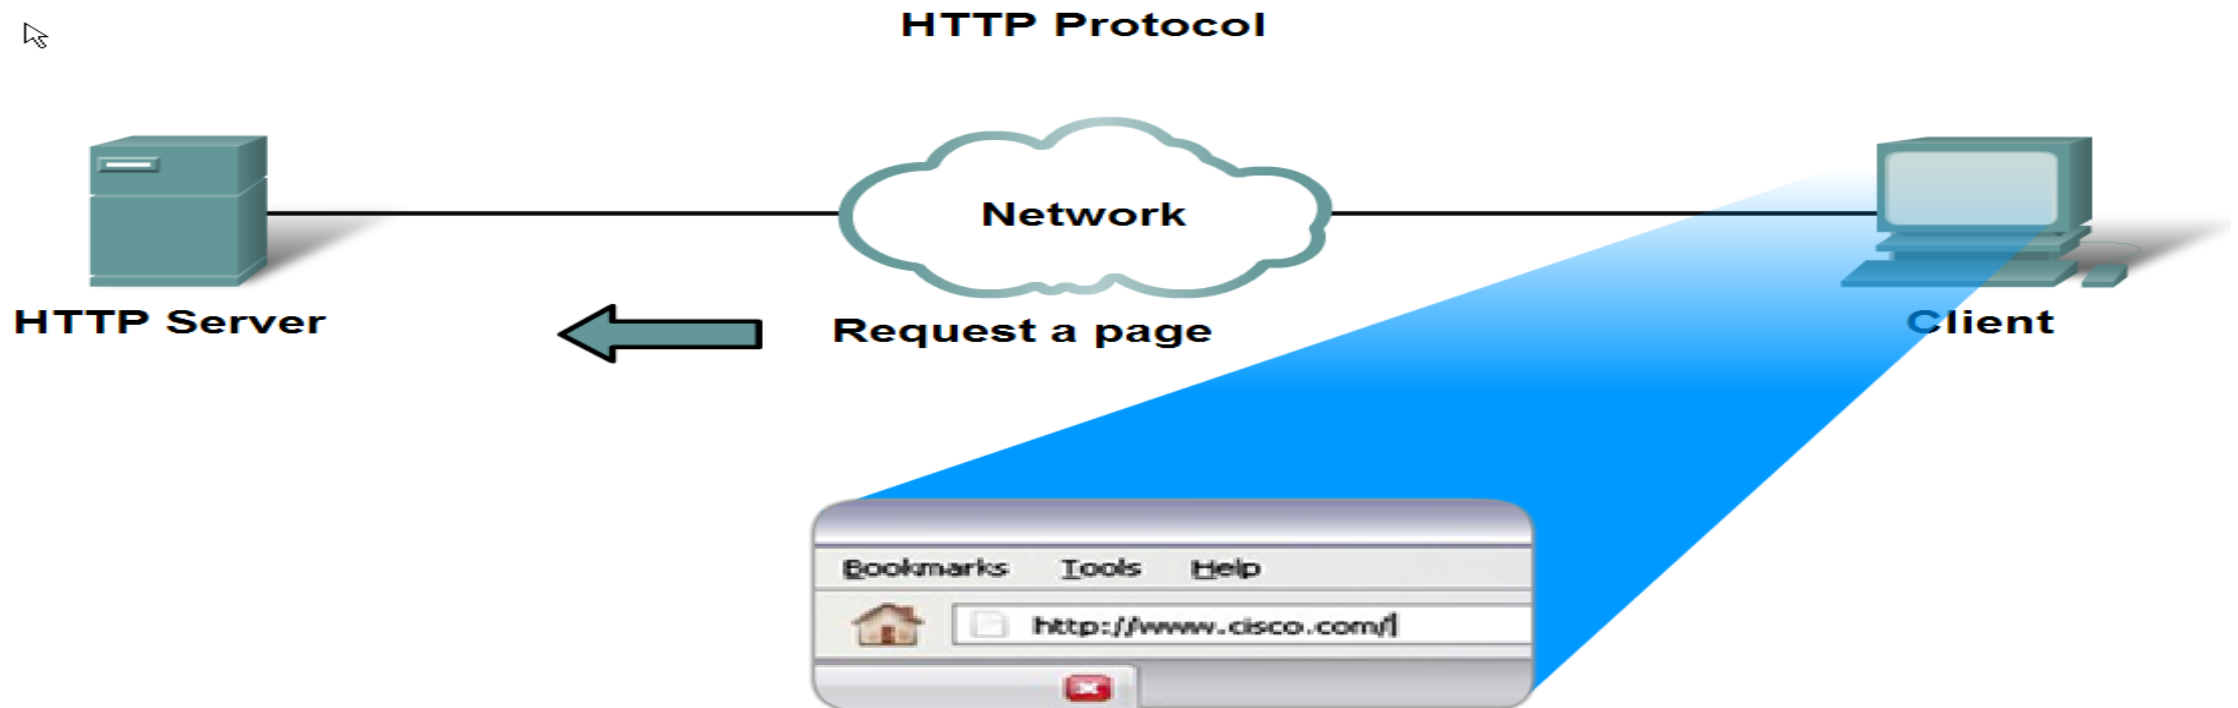 HTTP Protocol
Network
HTTP Server
Request a page
Client
Bookmarks Tools Help
http://www.cisco.com/